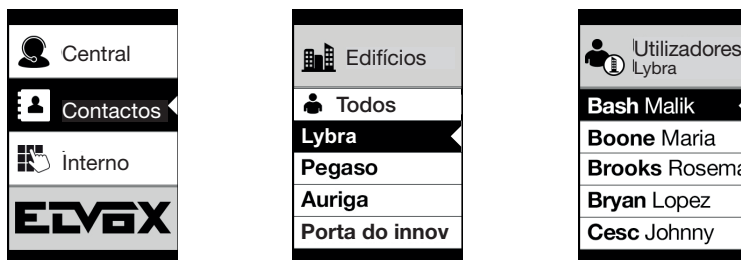 Central
Contactos
Interno
ELVOX
Edifícios
Todos
Lybra
Pegaso
Auriga
Porta do innov
Utilizadores
Lybra
Bash Malik
Boone Maria
Brooks Rosema
Bryan Lopez
Cesc Johnny